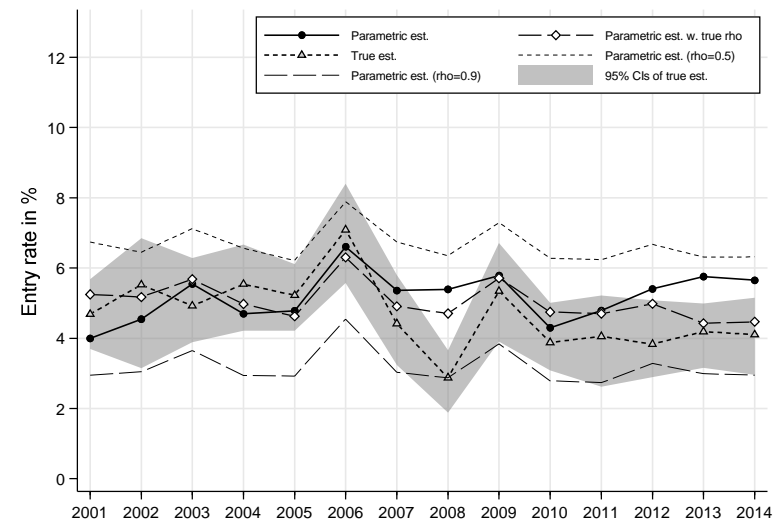 Parametric est.
Parametric est. w. true rho
True est.
Parametric est. (rho=0.5)
Parametric est. (rho=0.9)
95% CIs of true est.
Entry rate in %
12
10
8
6
4
2
0
2001 2002 2003 2004 2005 2006 2007 2008 2009 2010 2011 2012 2013 2014